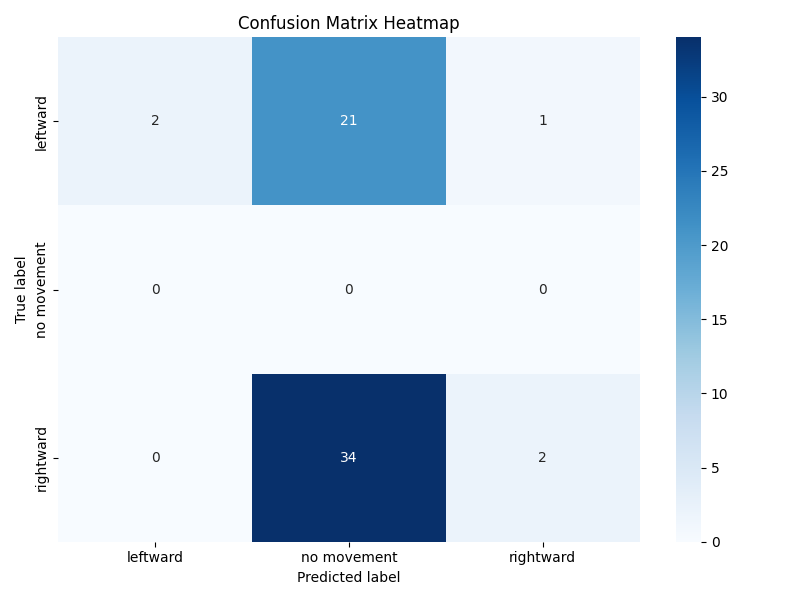 Confusion Matrix Heatmap
True label
leftward
2 21 1
no movement
0 0 0
rightward
0 34 2
leftward no movement rightward
Predicted label
30
25
20
15
10
5
0